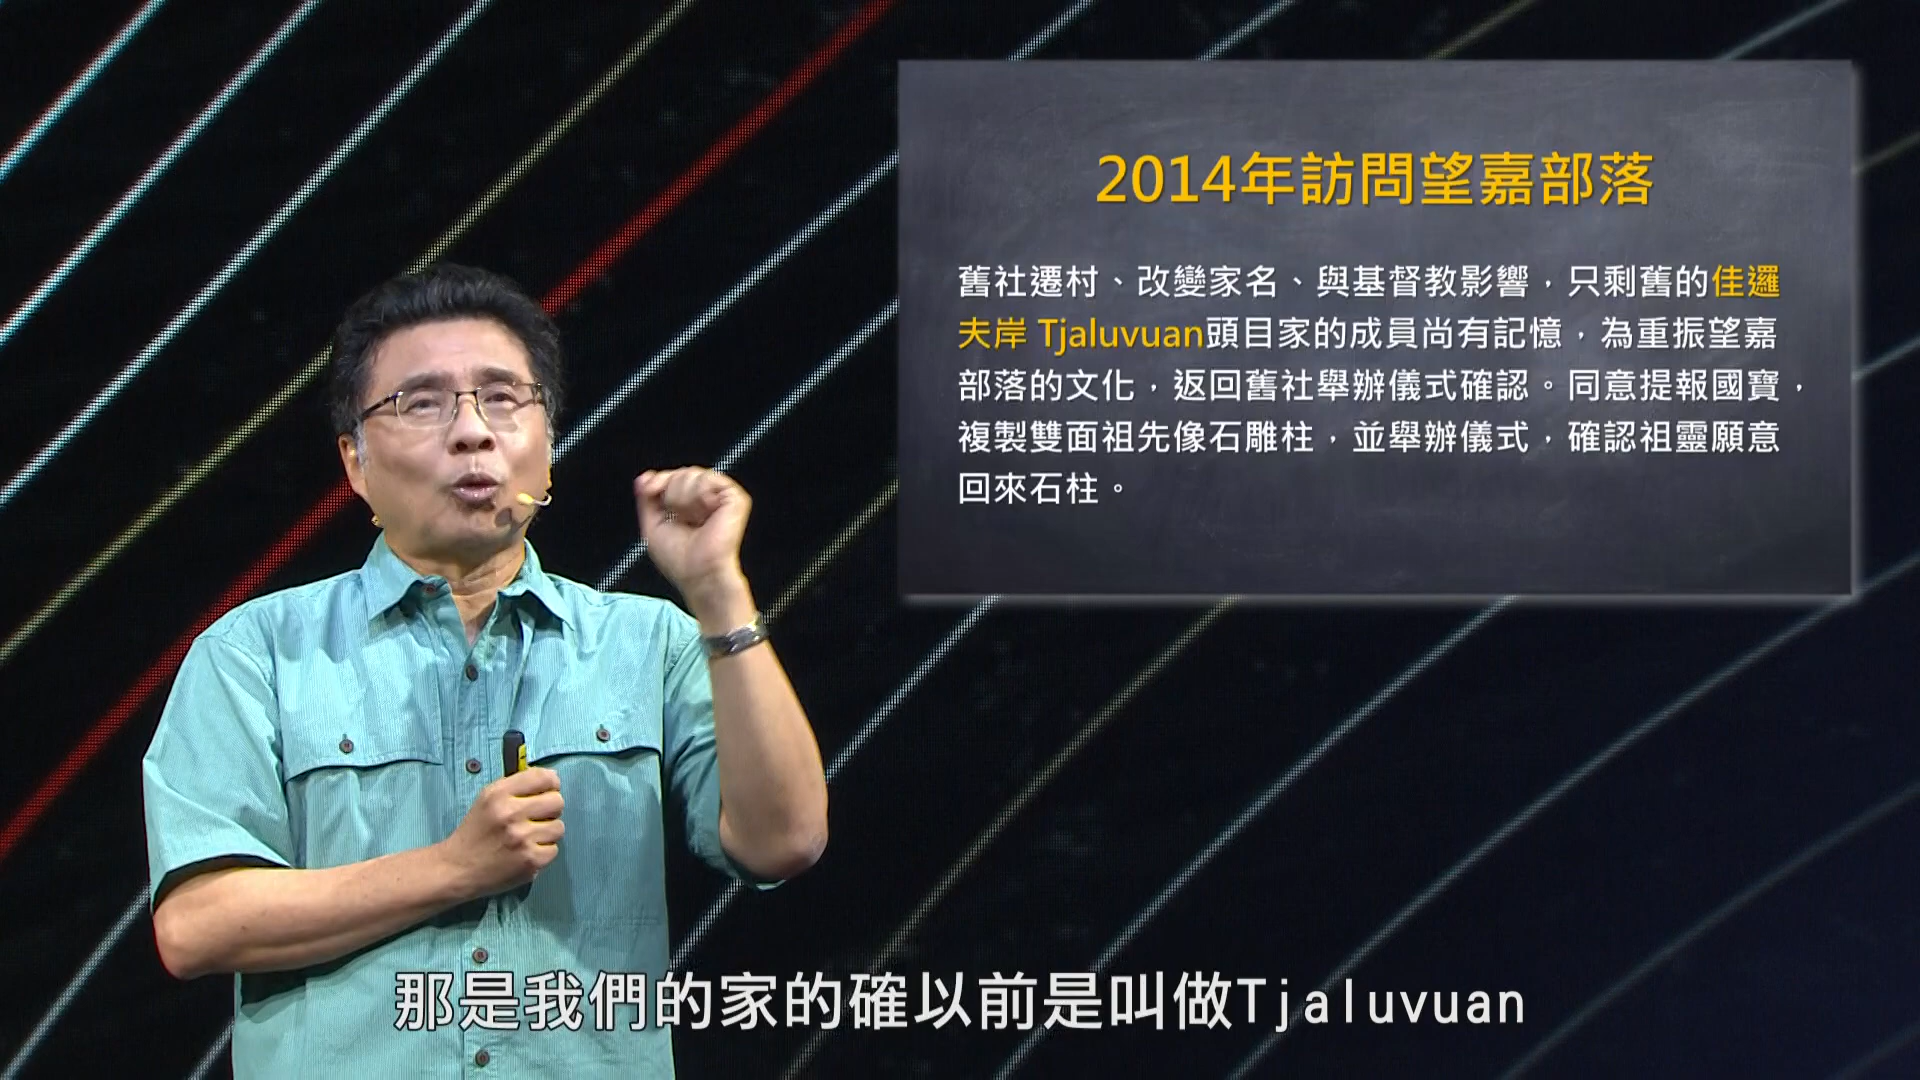 2014年訪問望嘉部落
舊社遷村、改變家名、與基督教影響，只剩舊的佳邏
夫岸 Tjaluvuan頭目家的成員尚有記憶，為重振望嘉
部落的文化，返回舊社舉辦儀式確認。同意提報國寶，
複製雙面祖先像石雕柱，並舉辦儀式，確認祖靈願意
回來石柱。
那是我們的家的確以前是叫做Tjaluvuan